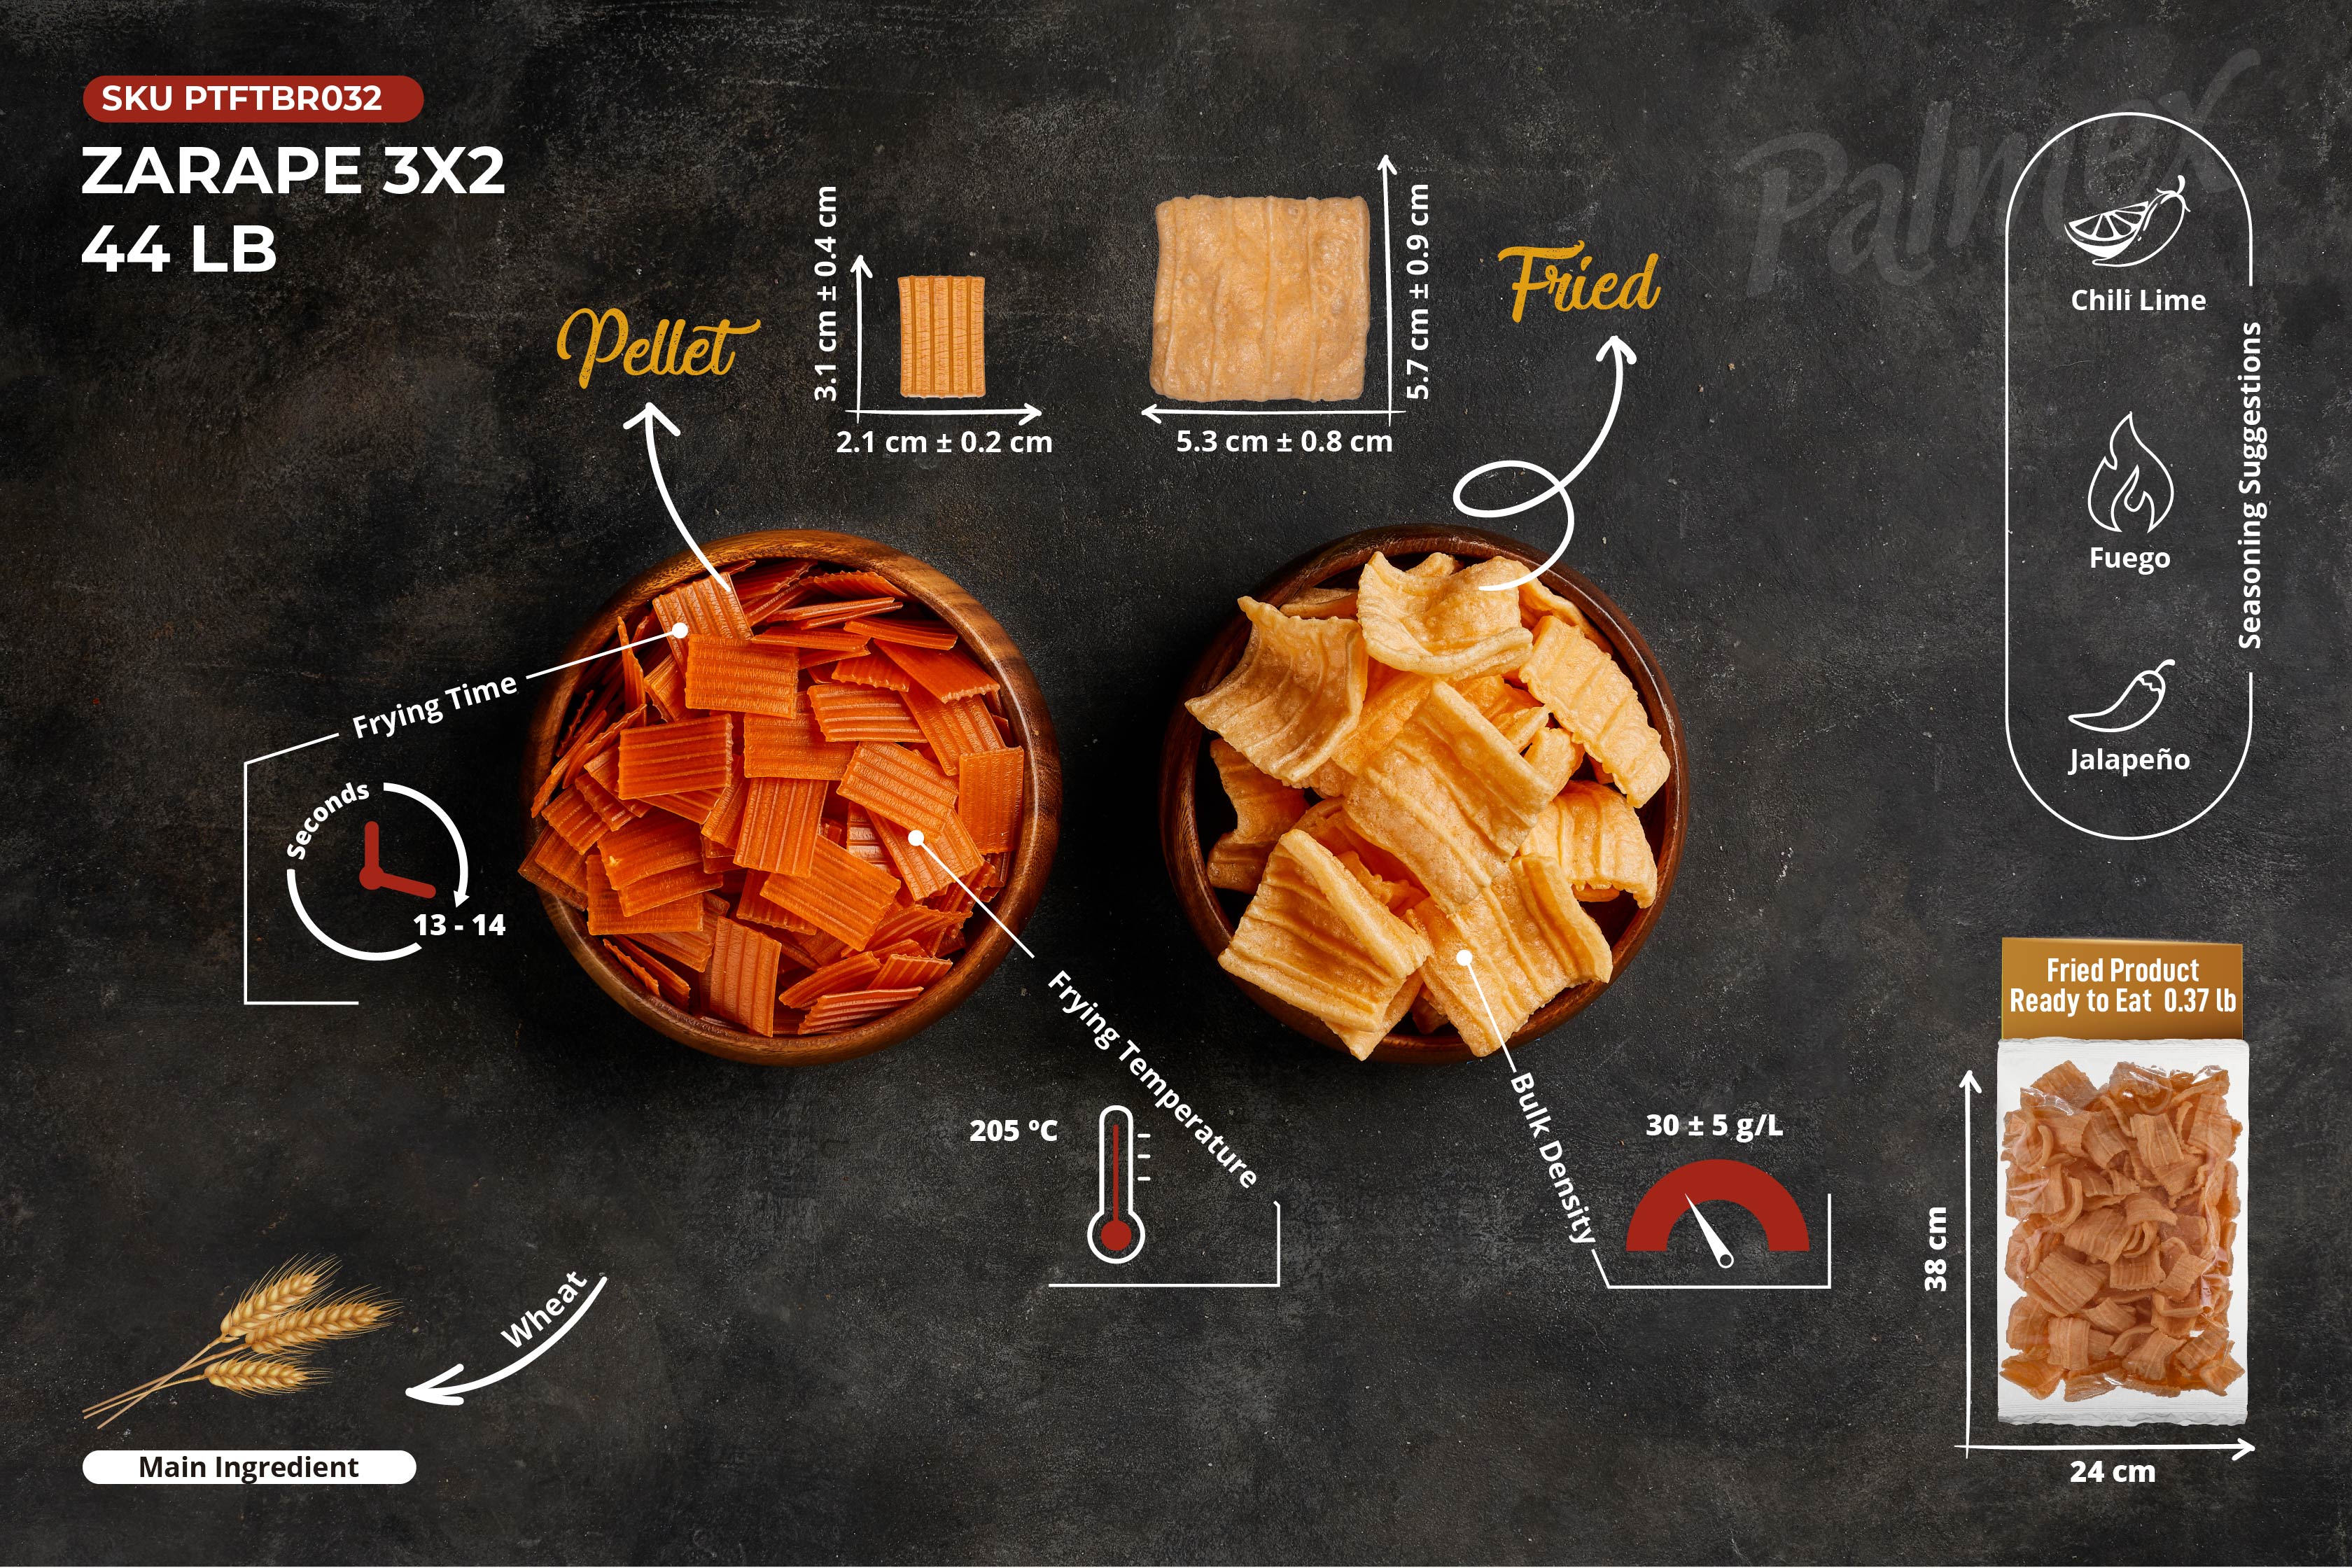 SKU PTFTBR032
ZARAPE 3X2
44 LB
Palmex
Pellet
3.1 cm ± 0.4 cm
2.1 cm ± 0.2 cm
5.7 cm ± 0.9 cm
5.3 cm ± 0.8 cm
Fried
Chili Lime
Fuego
Jalapeño
Seasoning Suggestions
Frying Time
Seconds
13 - 14
Frying Temperature
205 ºC
Bulk Density
30 ± 5 g/L
Fried Product
Ready to Eat 0.37 lb
38 cm
24 cm
Wheat
Main Ingredient